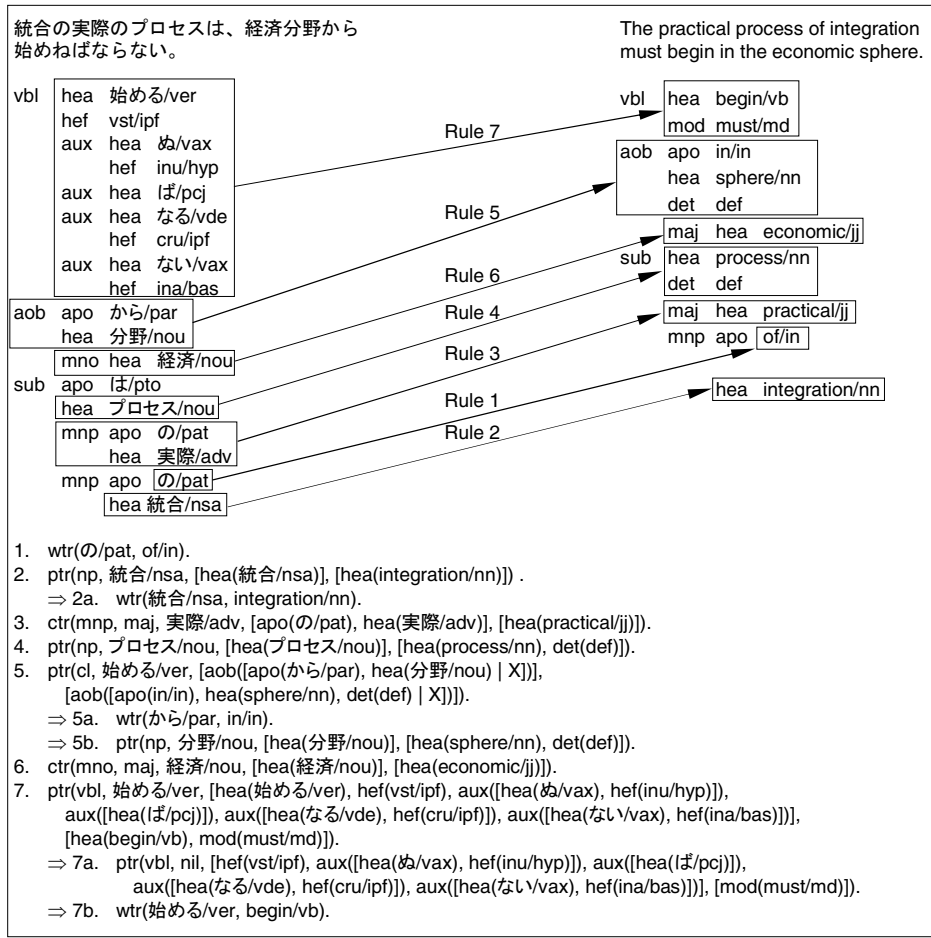 統合の実際のプロセスは、経済分野から
始めねばならない。
The practical process of integration
must begin in the economic sphere.
vbl hea 始める/ver
hef vst/ipf
aux hea ぬ/vax
hef inu/hyp
aux hea ば/pcj
aux hea なる/vde
hef cru/ipf
aux hea ない/vax
hef ina/bas
aob apo から/par
hea 分野/nou
mno hea 経済/nou
sub apo は/pto
hea プロセス/nou
mnp apo の/pat
hea 実際/adv
mnp apo の/pat
hea 統合/nsa
Rule 7
Rule 5
Rule 6
Rule 4
Rule 3
Rule 1
Rule 2
vbl hea begin/vb
mod must/md
aob apo in/in
hea sphere/nn
det def
maj hea economic/jj
sub hea process/nn
det def
maj hea practical/jj
mnp apo of/in
hea integration/nn
1. wtr(の/pat, of/in).
2. ptr(np, 統合/nsa, [hea(統合/nsa)], [hea(integration/nn)]) .
⇒ 2a. wtr(統合/nsa, integration/nn).
3. ctr(mnp, maj, 実際/adv, [apo(の/pat), hea(実際/adv)], [hea(practical/jj)]).
4. ptr(np, プロセス/nou, [hea(プロセス/nou)], [hea(process/nn), det(def)]).
5. ptr(cl, 始める/ver, [aob([apo(から/par), hea(分野/nou) | X])],
[aob([apo(in/in), hea(sphere/nn), det(def) | X])]).
⇒ 5a. wtr(から/par, in/in).
⇒ 5b. ptr(np, 分野/nou, [hea(分野/nou)], [hea(sphere/nn), det(def)]).
6. ctr(mno, maj, 経済/nou, [hea(経済/nou)], [hea(economic/jj)]).
7. ptr(vbl, 始める/ver, [hea(始める/ver), hef(vst/ipf), aux([hea(ぬ/vax), hef(inu/hyp)]),
aux([hea(ば/pcj)]), aux([hea(なる/vde), hef(cru/ipf)]), aux([hea(ない/vax), hef(ina/bas)])],
[hea(begin/vb), mod(must/md)]).
⇒ 7a. ptr(vbl, nil, [hef(vst/ipf), aux([hea(ぬ/vax), hef(inu/hyp)]), aux([hea(ば/pcj)]),
aux([hea(なる/vde), hef(cru/ipf)]), aux([hea(ない/vax), hef(ina/bas)])], [mod(must/md)]).
⇒ 7b. wtr(始める/ver, begin/vb).